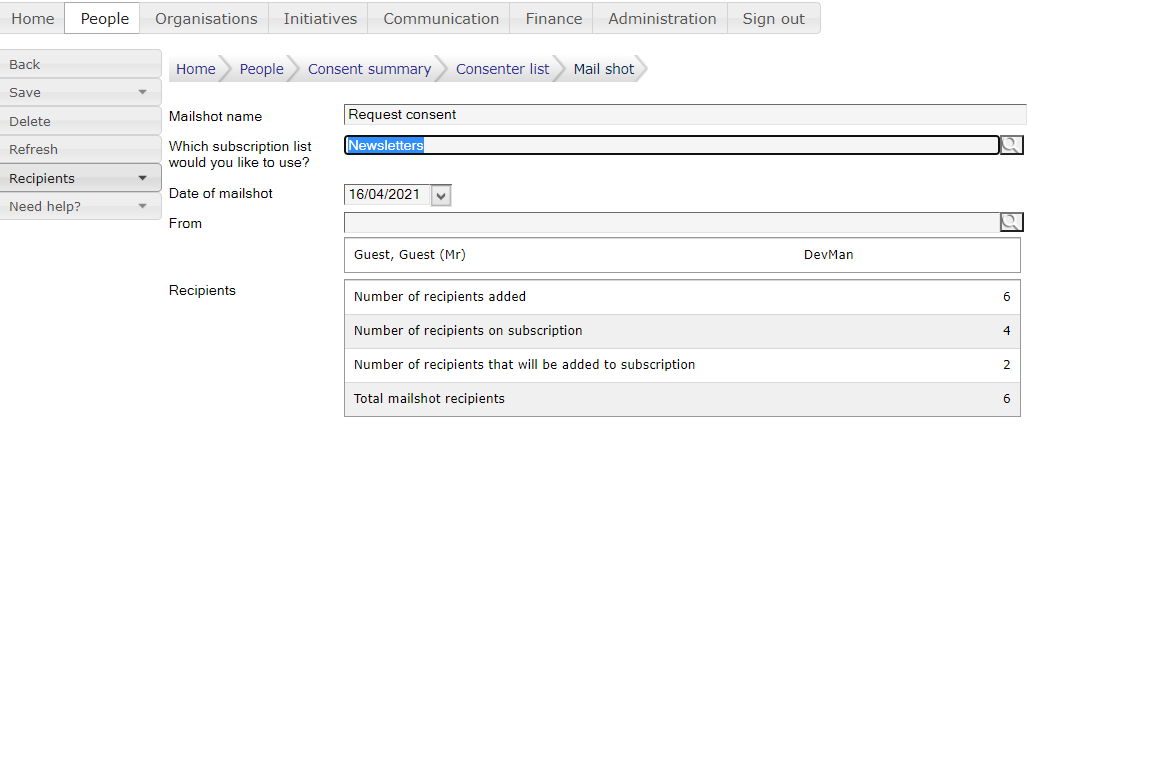 Home People Organisations Initiatives Communication Finance Administration Sign out
Back
Save
Delete
Refresh
Recipients
Need help?
Home People Consent summary Consenter list Mail shot
Mailshot name Request consent
Which subscription list
would you like to use? Newsletters
Date of mailshot 16/04/2021
From
Guest, Guest (Mr) DevMan
Recipients
Number of recipients added 6
Number of recipients on subscription 4
Number of recipients that will be added to subscription 2
Total mailshot recipients 6